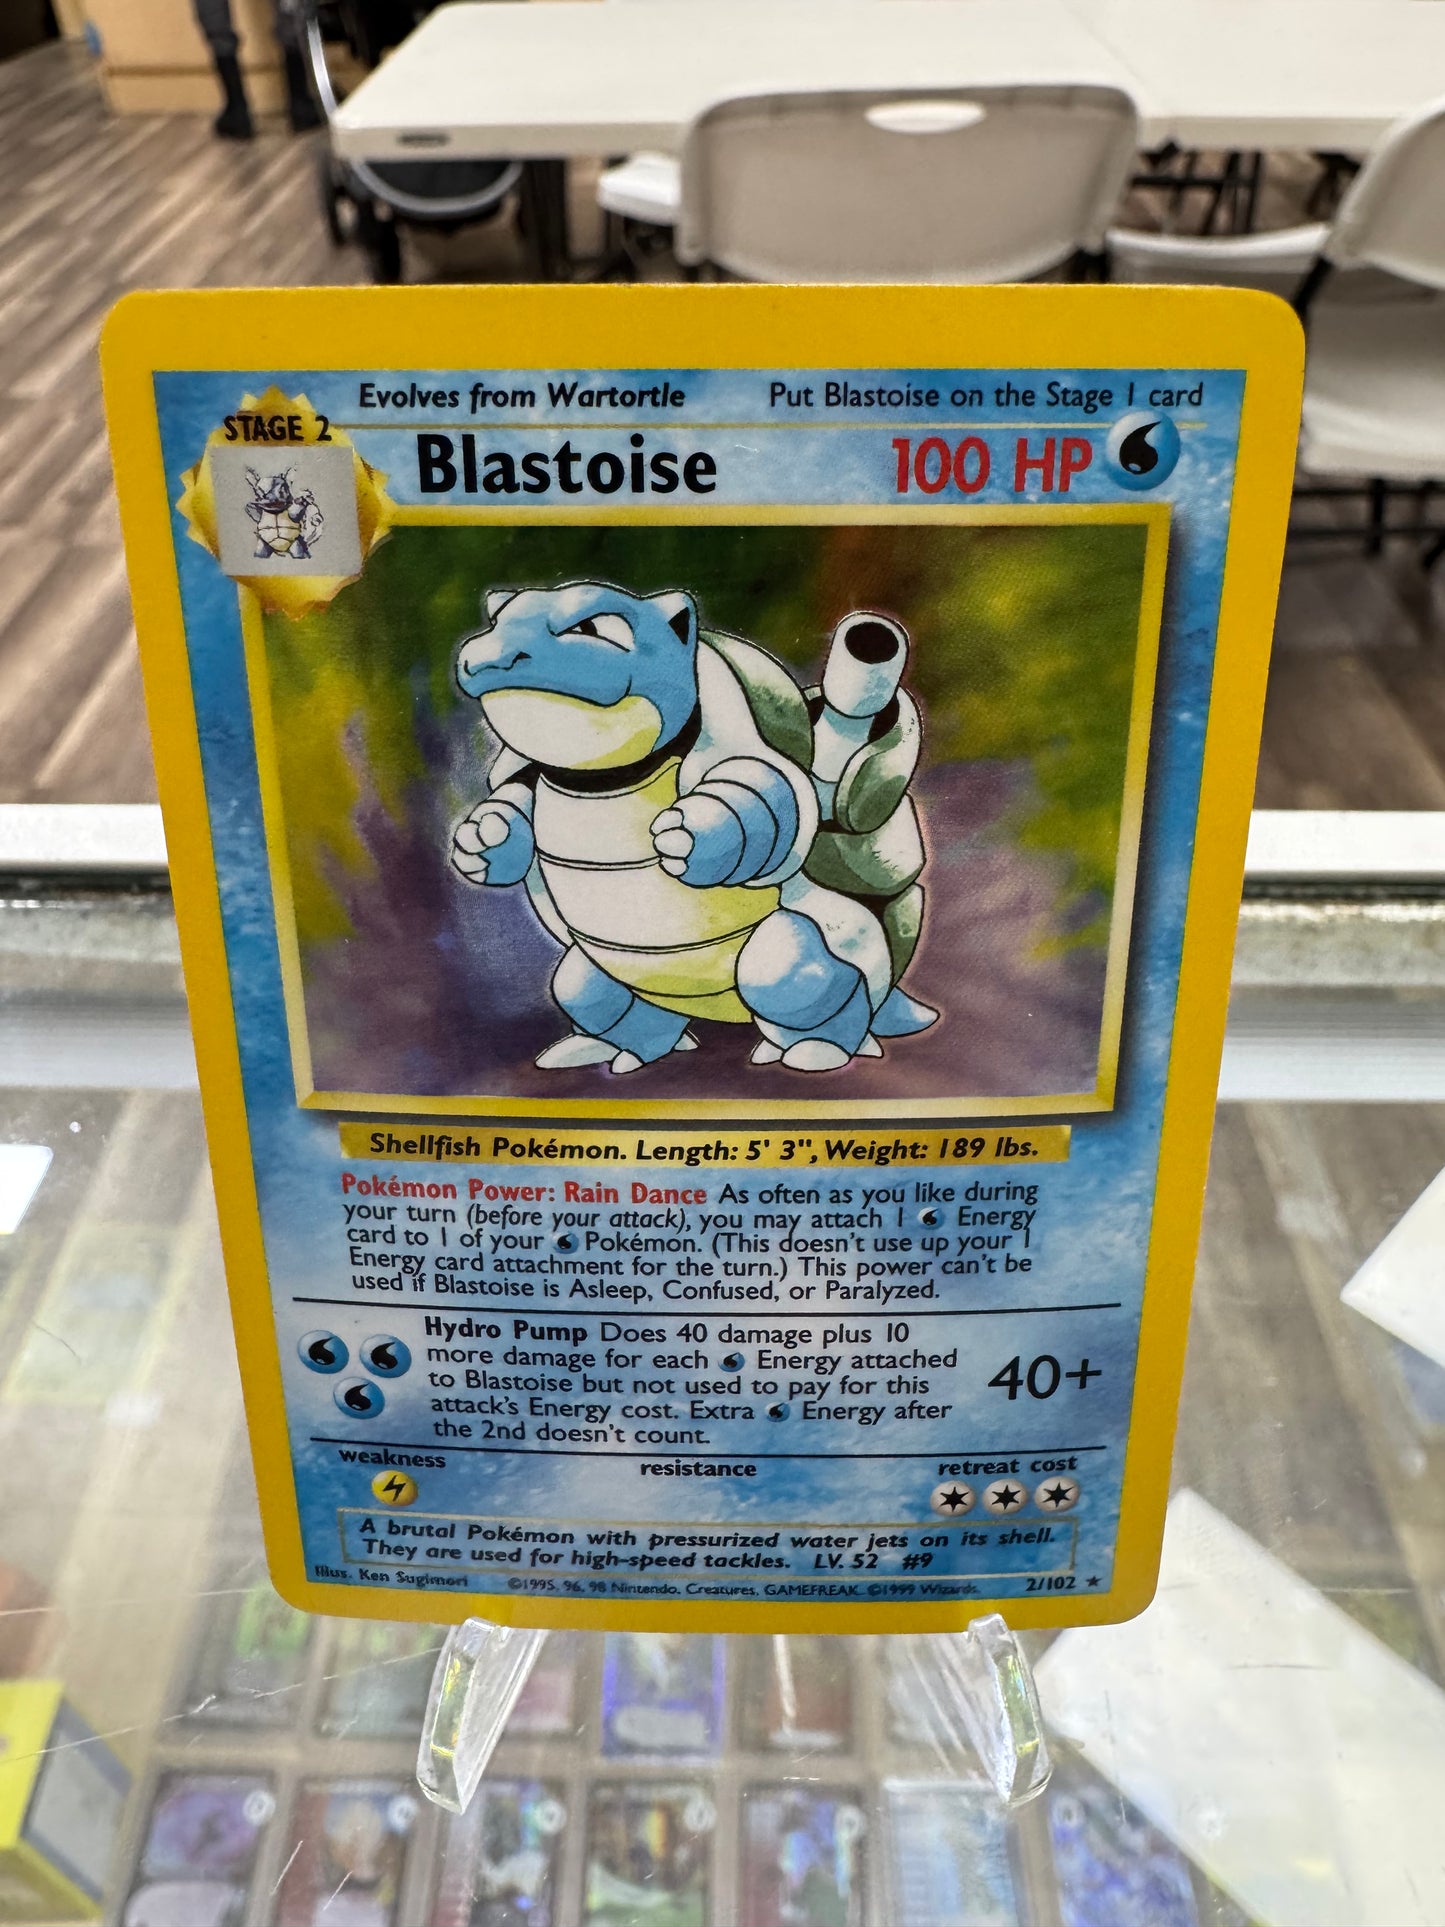 Evolves from Wartortle Put Blastoise on the Stage 1 card
STAGE 2
Blastoise 100 HP
Shellfish Pokémon. Length: 5' 3", Weight: 189 lbs.
Pokémon Power: Rain Dance As often as you like during
your turn (before your attack), you may attach 1 Energy
card to 1 of your Pokémon. (This doesn't use up your 1
Energy card attachment for the turn.) This power can't be
used if Blastoise is Asleep, Confused, or Paralyzed.
Hydro Pump Does 40 damage plus 10
more damage for each Energy attached
to Blastoise but not used to pay for this
attack's Energy cost. Extra Energy after
the 2nd doesn't count.
40+
weakness resistance retreat cost
A brutal Pokémon with pressurized water jets on its shell.
They are used for high-speed tackles. LV. 52 #9
Illus. Ken Sugimori ©1995, 96, 98 Nintendo, Creatures, GAMEFREAK. ©1999 Wizards. 2/102 ★